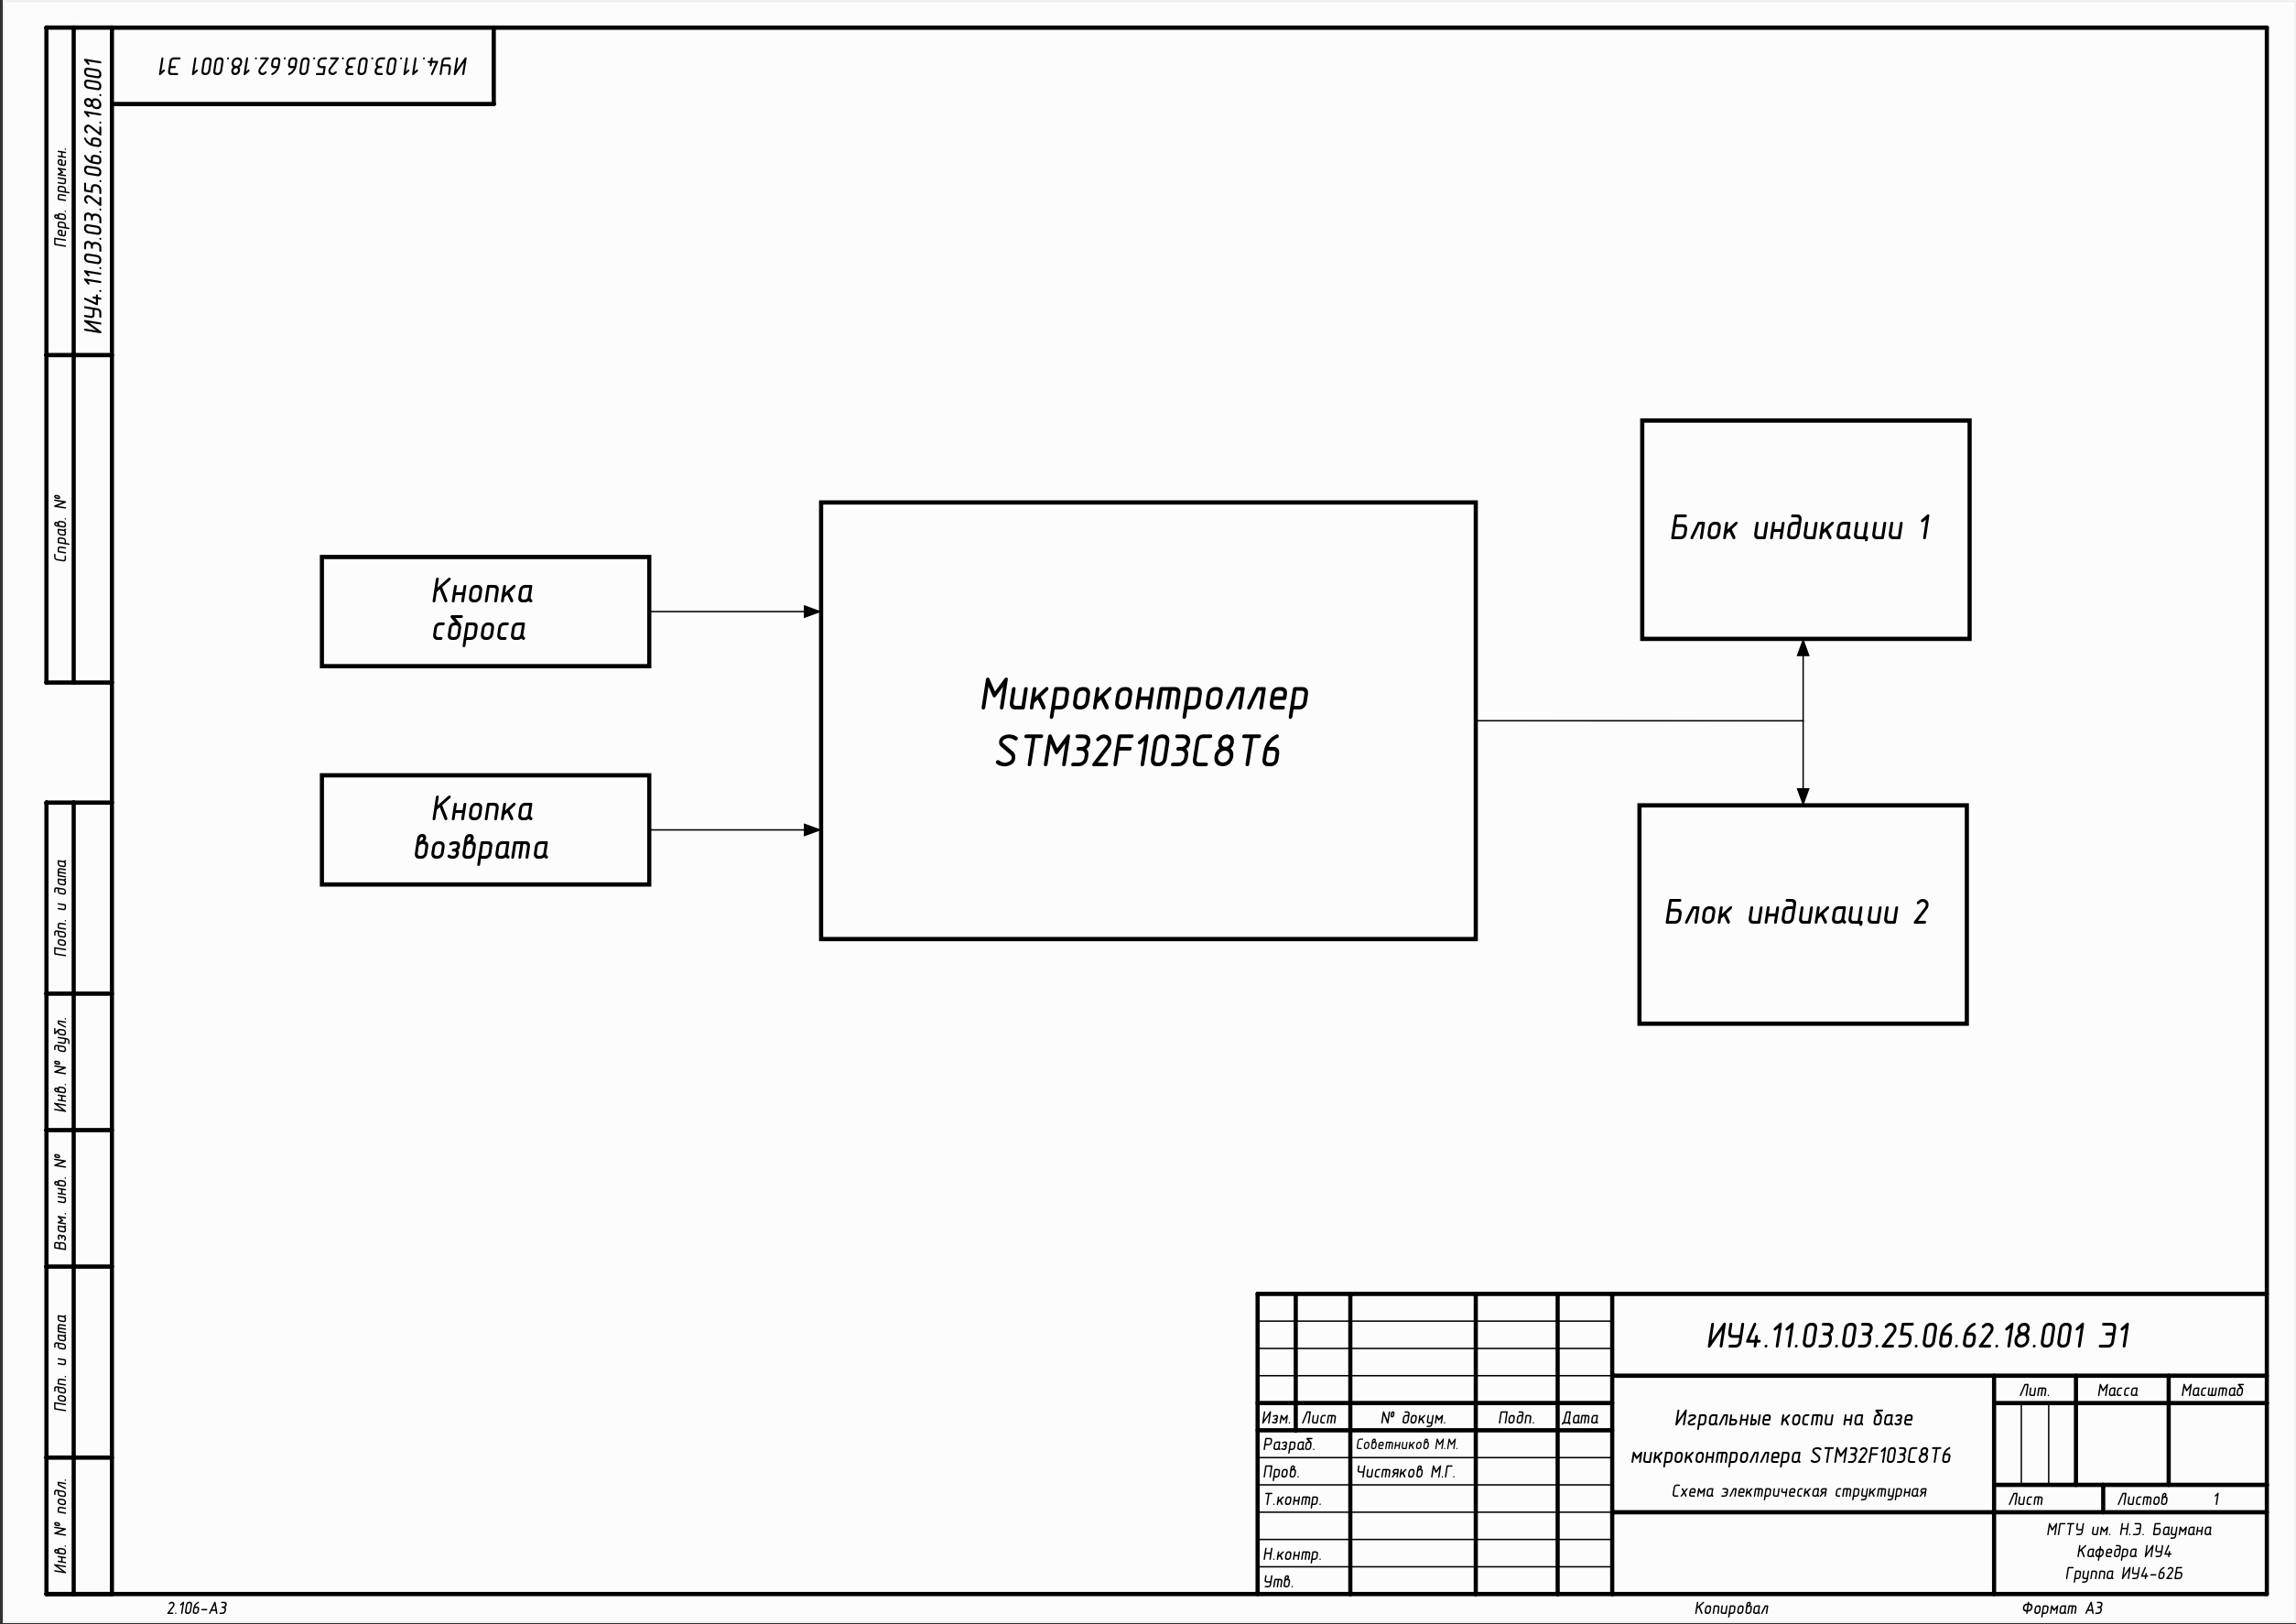 ИУ4.11.03.03.25.06.62.18.001 Э1
Перв. примен.
ИУ4.11.03.03.25.06.62.18.001
Справ. №
Подп. и дата
Инв. № дубл.
Взам. инв. №
Подп. и дата
Инв. № подл.
Кнопка
сброса
Кнопка
возврата
Микроконтроллер
STM32F103C8T6
Блок индикации 1
Блок индикации 2
ИУ4.11.03.03.25.06.62.18.001 Э1
Изм. Лист № докум. Подп. Дата
Разраб. Советников М.М.
Пров. Чистяков М.Г.
Т.контр.
Н.контр.
Утв.
Игральные кости на базе
микроконтроллера STM32F103C8T6
Схема электрическая структурная
Лит. Масса Масштаб
Лист Листов 1
МГТУ им. Н.Э. Баумана
Кафедра ИУ4
Группа ИУ4-62Б
2.106-А3 Копировал Формат А3